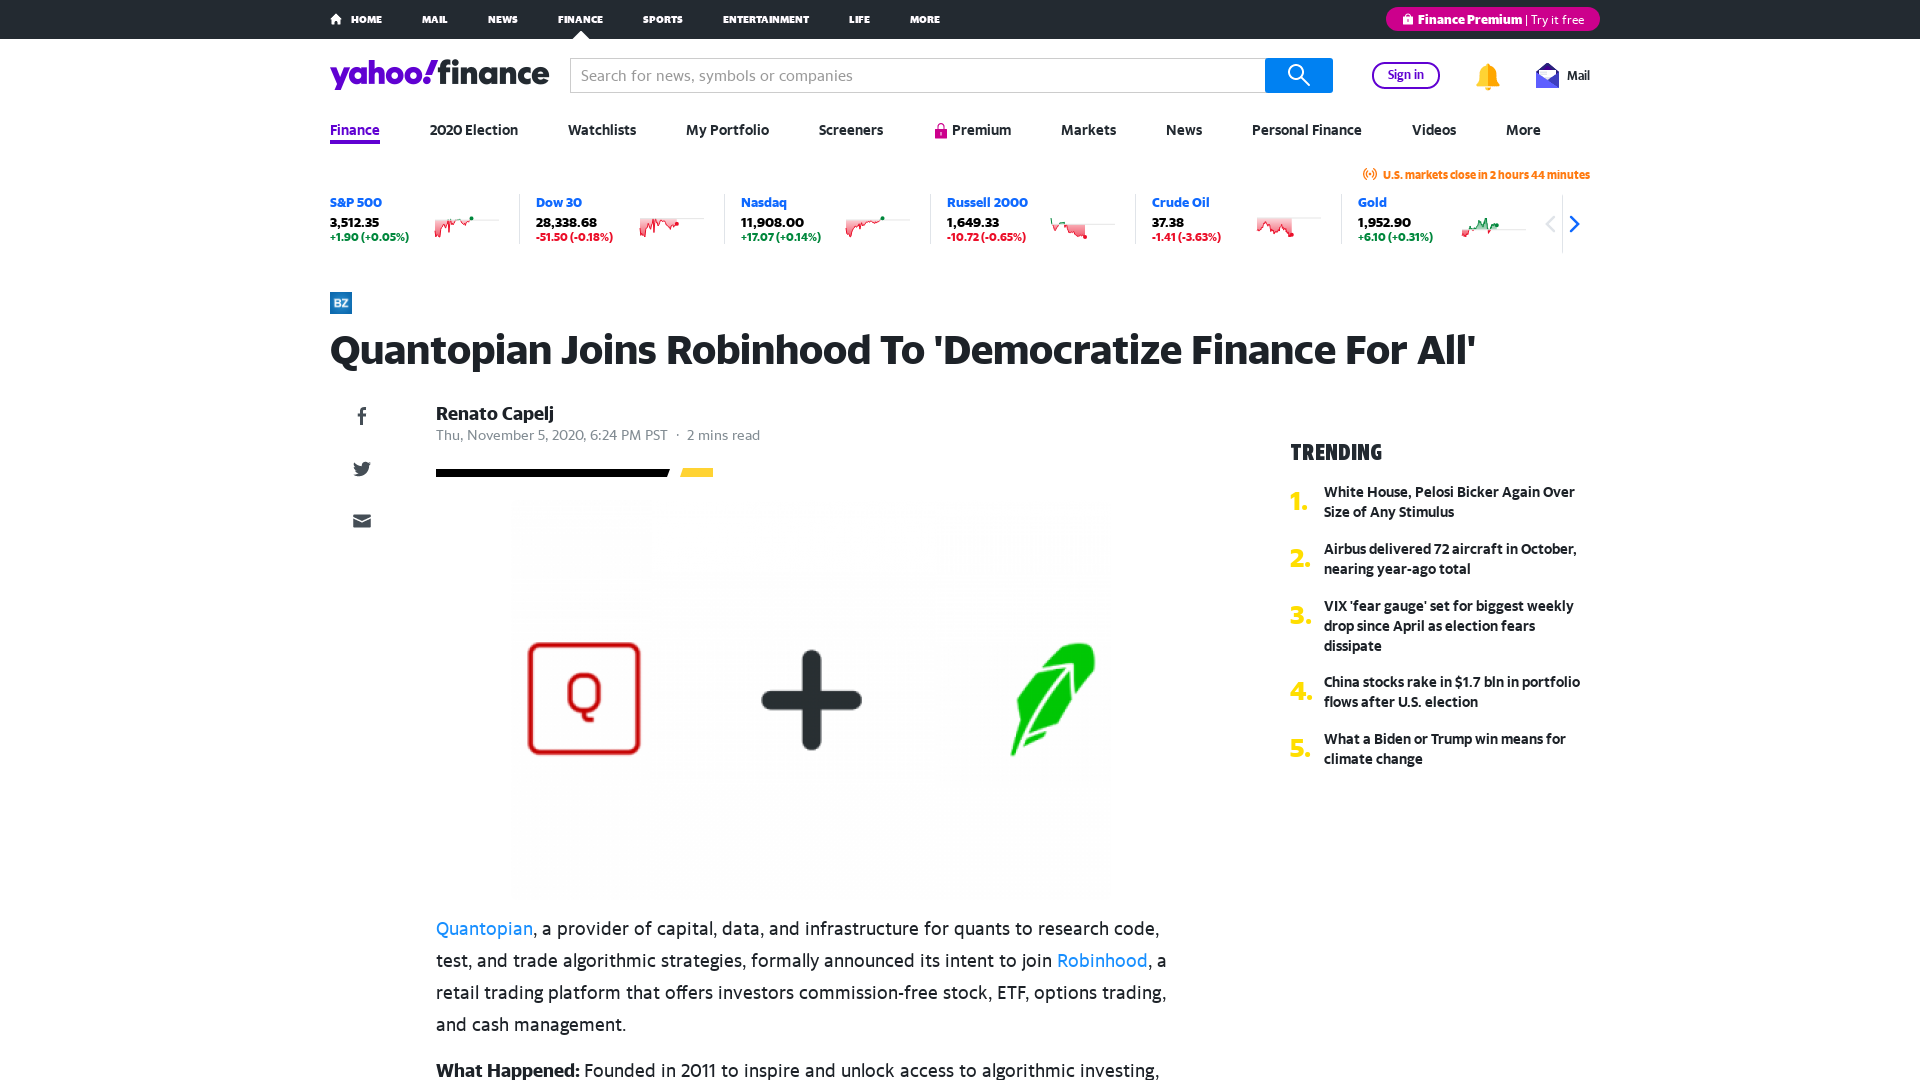 HOME MAIL NEWS FINANCE SPORTS ENTERTAINMENT LIFE MORE
Finance Premium | Try it free
yahoo!finance
Search for news, symbols or companies
Sign in
Mail
Finance 2020 Election Watchlists My Portfolio Screeners Premium Markets News Personal Finance Videos More
U.S. markets close in 2 hours 44 minutes
S&P 500
3,512.35
+1.90 (+0.05%)
Dow 30
28,338.68
-51.50 (-0.18%)
Nasdaq
11,908.00
+17.07 (+0.14%)
Russell 2000
1,649.33
-10.72 (-0.65%)
Crude Oil
37.38
-1.41 (-3.63%)
Gold
1,952.90
+6.10 (+0.31%)
BZ
Quantopian Joins Robinhood To 'Democratize Finance For All'
Renato Capelj
Thu, November 5, 2020, 6:24 PM PST · 2 mins read
Q
Quantopian, a provider of capital, data, and infrastructure for quants to research code,
test, and trade algorithmic strategies, formally announced its intent to join Robinhood, a
retail trading platform that offers investors commission-free stock, ETF, options trading,
and cash management.
What Happened: Founded in 2011 to inspire and unlock access to algorithmic investing,
TRENDING
1. White House, Pelosi Bicker Again Over
Size of Any Stimulus
2. Airbus delivered 72 aircraft in October,
nearing year-ago total
3. VIX 'fear gauge' set for biggest weekly
drop since April as election fears
dissipate
4. China stocks rake in $1.7 bln in portfolio
flows after U.S. election
5. What a Biden or Trump win means for
climate change